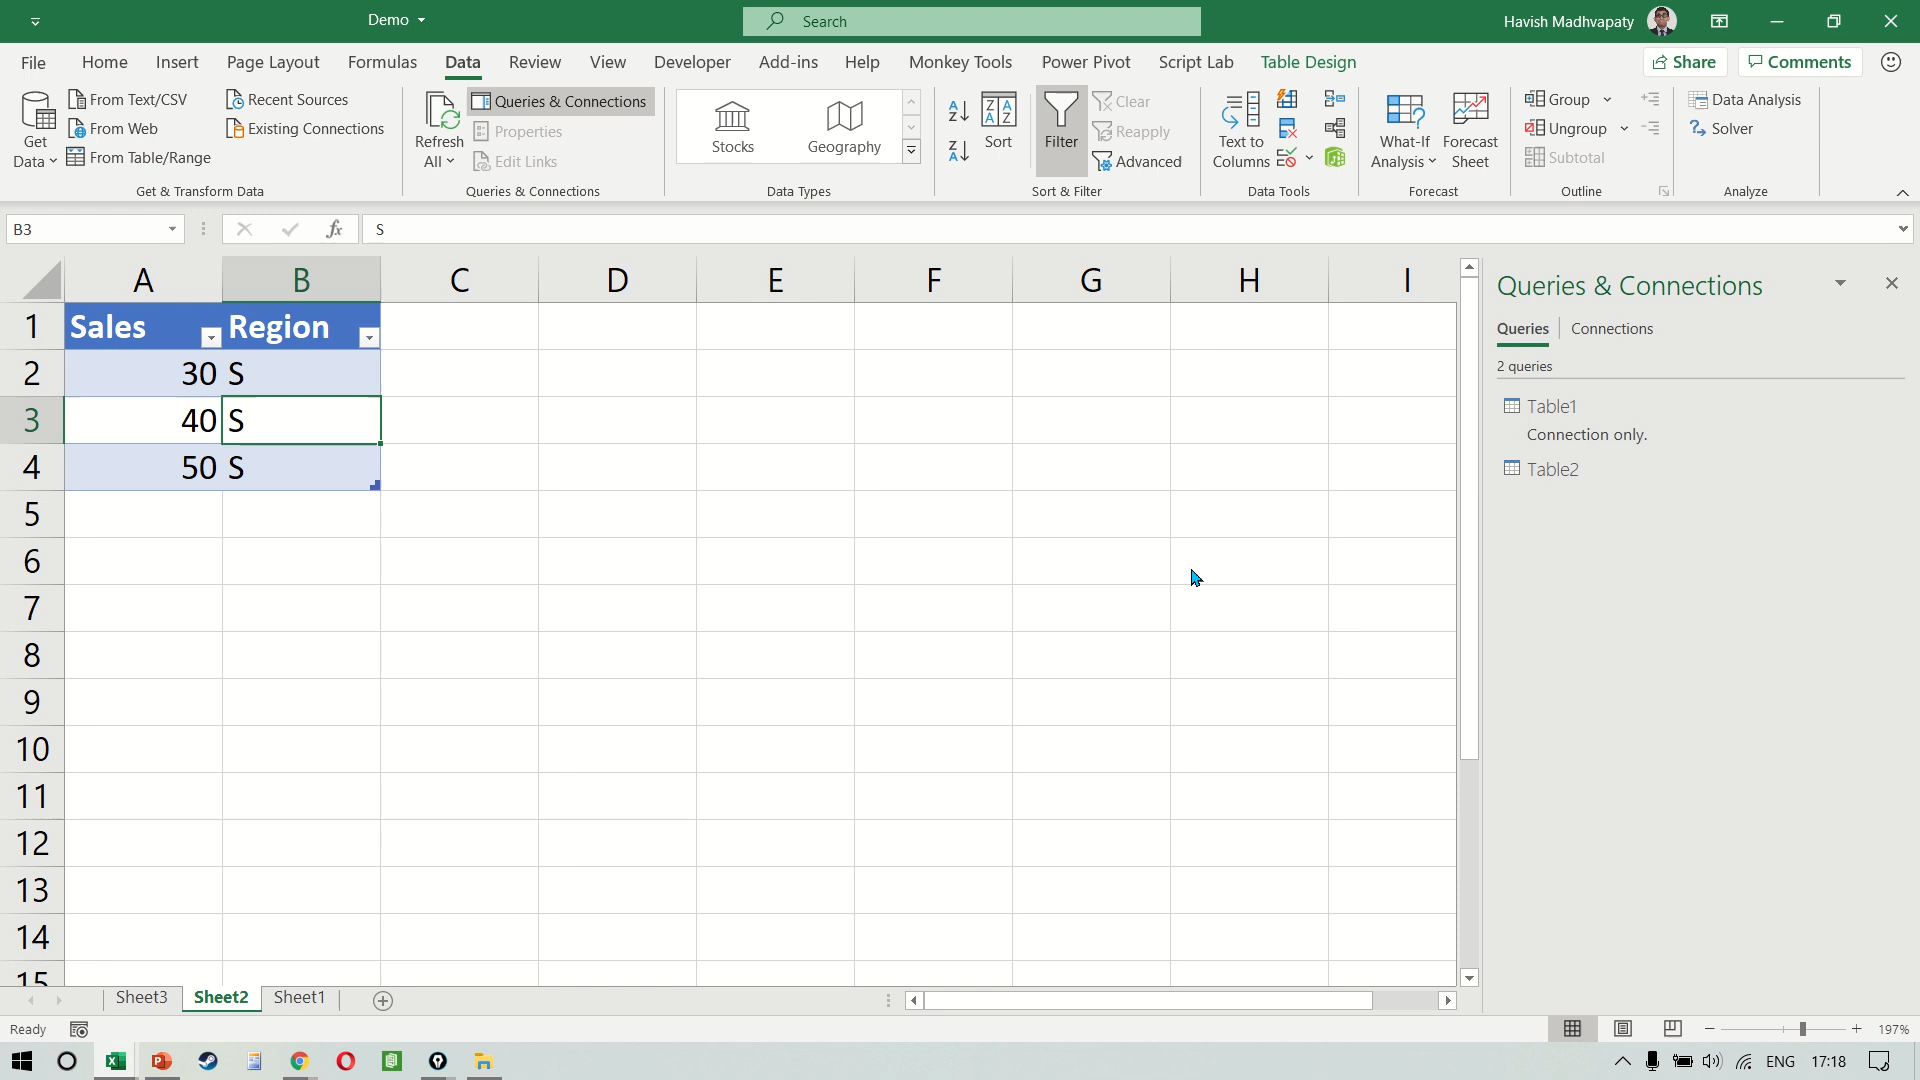 Demo
Search
Havish Madhvapaty
File Home Insert Page Layout Formulas Data Review View Developer Add-ins Help Monkey Tools Power Pivot Script Lab Table Design
Share
Comments
Get Data
From Text/CSV
From Web
From Table/Range
Recent Sources
Existing Connections
Get & Transform Data
Refresh All
Queries & Connections
Properties
Edit Links
Queries & Connections
Stocks
Geography
Data Types
Sort
Filter
Clear
Reapply
Advanced
Sort & Filter
Text to Columns
Data Tools
What-If Analysis
Forecast Sheet
Forecast
Group
Ungroup
Subtotal
Outline
Data Analysis
Solver
Analyze
B3
fx
S
A B C D E F G H I
1 Sales Region
2 30 S
3 40 S
4 50 S
5
6
7
8
9
10
11
12
13
14
15
Queries & Connections
Queries Connections
2 queries
Table1
Connection only.
Table2
Sheet3 Sheet2 Sheet1
Ready
197%
ENG 17:18